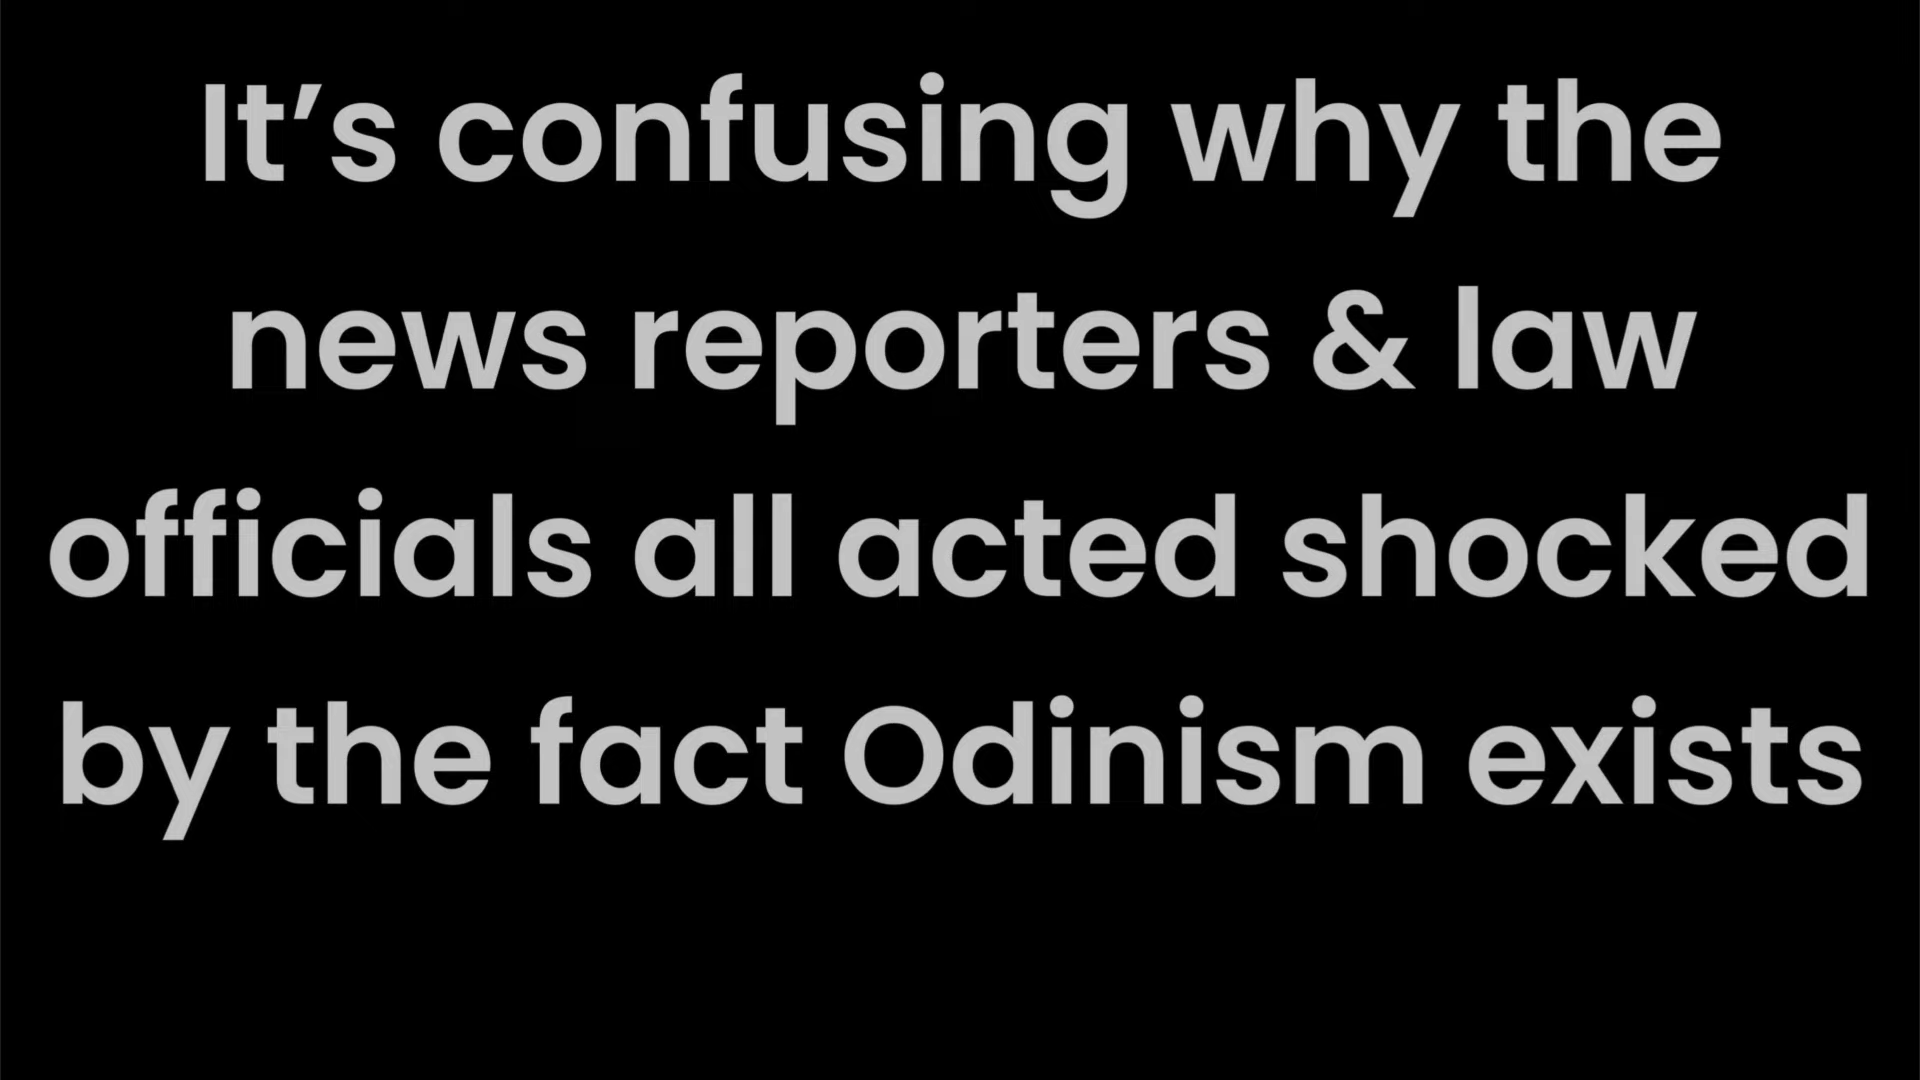 It’s confusing why the
news reporters & law
officials all acted shocked
by the fact Odinism exists